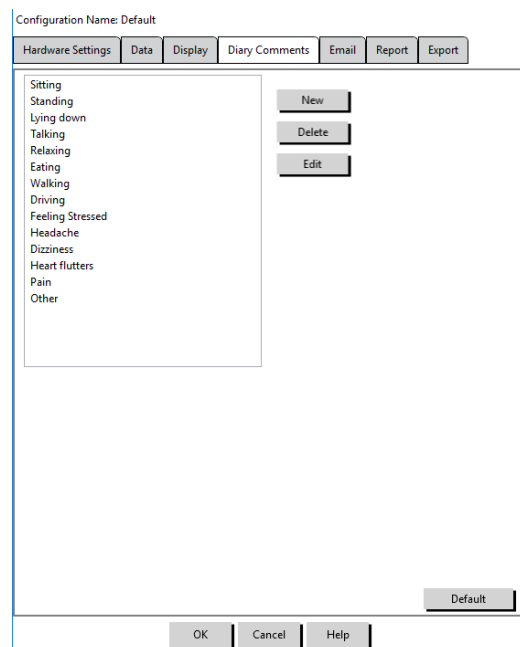 Configuration Name: Default
Hardware Settings Data Display Diary Comments Email Report Export
Sitting
Standing
Lying down
Talking
Relaxing
Eating
Walking
Driving
Feeling Stressed
Headache
Dizziness
Heart flutters
Pain
Other
New
Delete
Edit
Default
OK Cancel Help